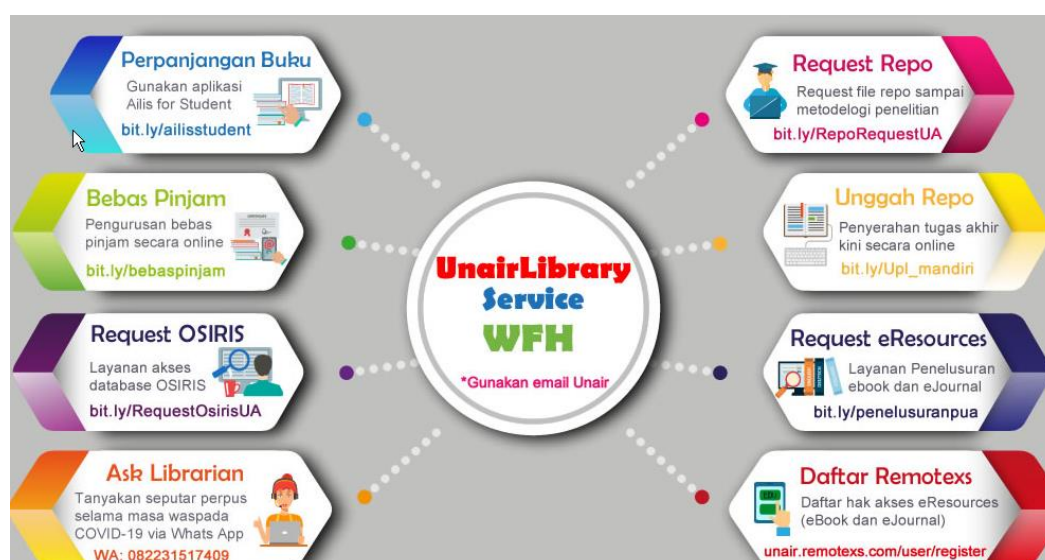 Perpanjangan Buku
Gunakan aplikasi
Ailis for Student
bit.ly/ailisstudent
Bebas Pinjam
Pengurusan bebas
pinjam secara online
bit.ly/bebaspinjam
Request OSIRIS
Layanan akses
database OSIRIS
bit.ly/RequestOsirisUA
Ask Librarian
Tanyakan seputar perpus
selama masa waspada
COVID-19 via Whats App
WA: 082231517409
UnairLibrary
Service
WFH
*Gunakan email Unair
Request Repo
Request file repo sampai
metodelogi penelitian
bit.ly/RepoRequestUA
Unggah Repo
Penyerahan tugas akhir
kini secara online
bit.ly/Upl_mandiri
Request eResources
Layanan Penelusuran
ebook dan eJournal
bit.ly/penelusuranpua
Daftar Remotexs
Daftar hak akses eResources
(eBook dan eJournal)
unair.remotexs.com/user/register